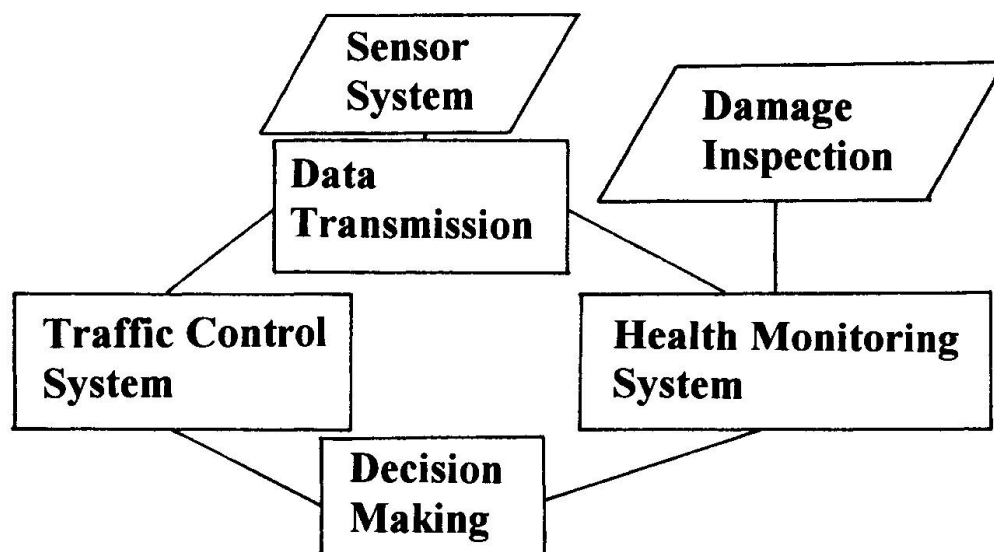 Sensor
System
Damage
Inspection
Data
Transmission
Traffic Control
System
Health Monitoring
System
Decision
Making